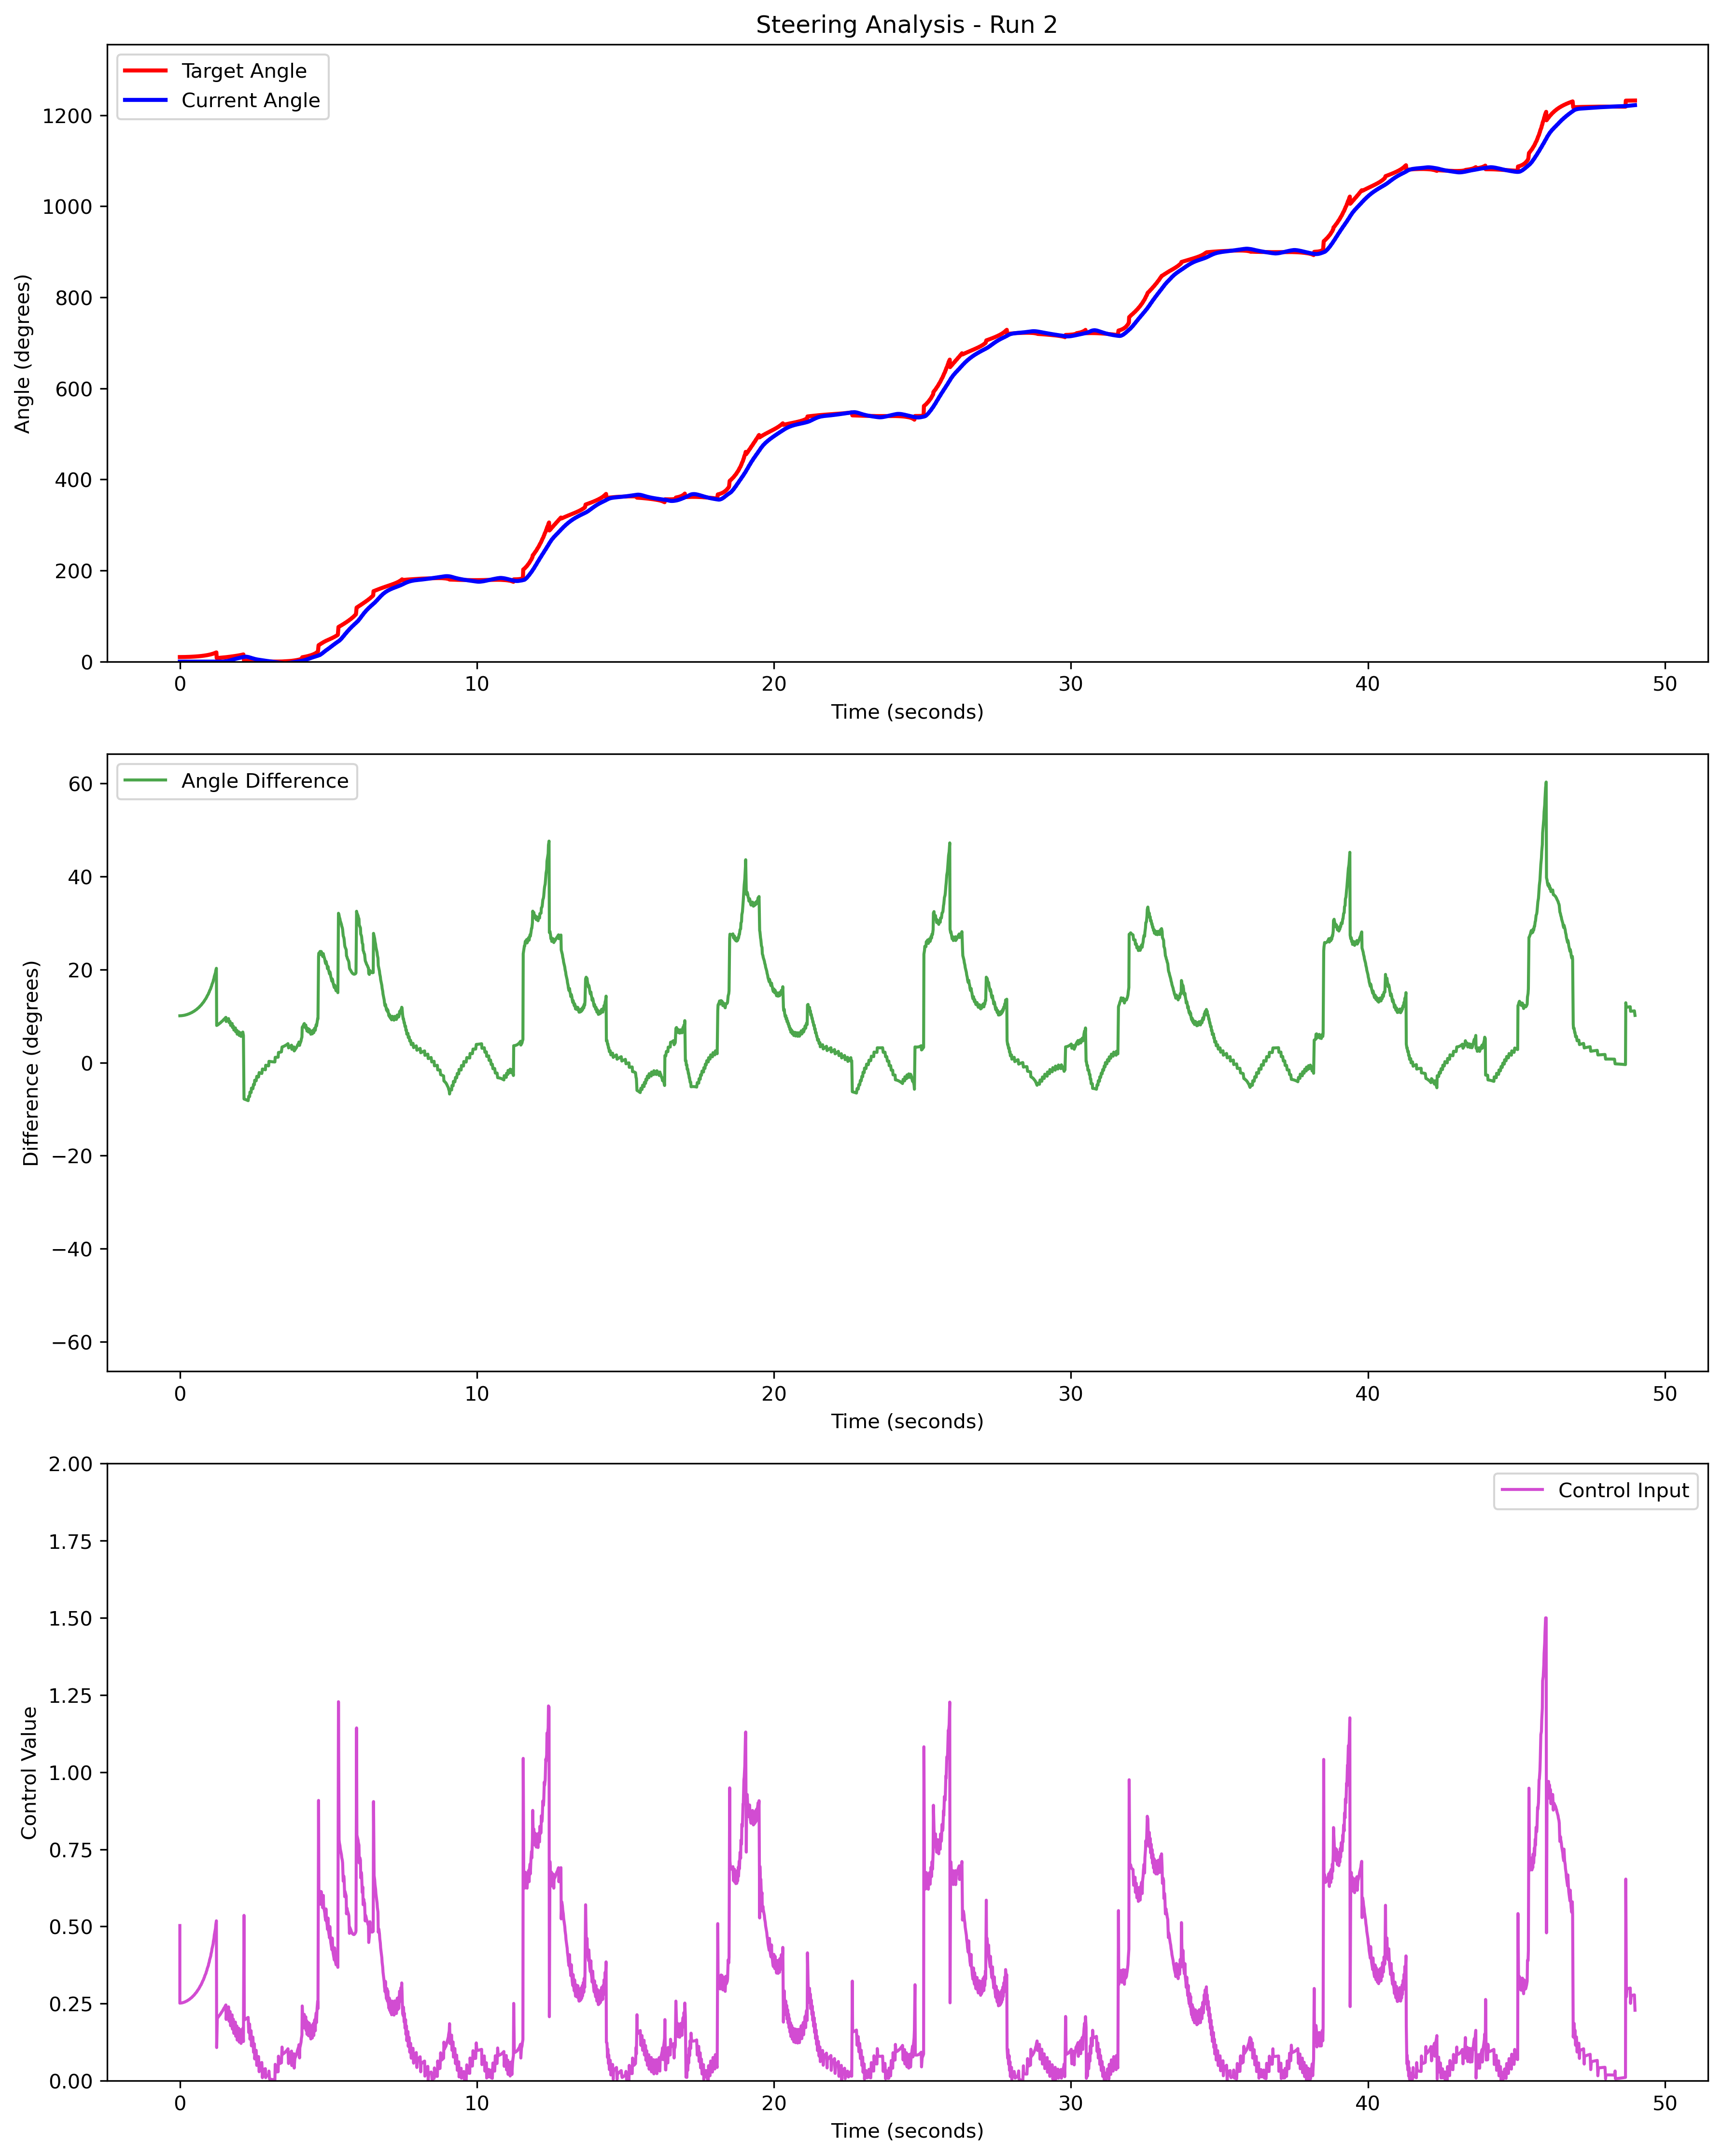 Steering Analysis - Run 2
Target Angle
Current Angle
Angle (degrees)
1200
1000
800
600
400
200
0
0 10 20 30 40 50
Time (seconds)
Angle Difference
Difference (degrees)
60
40
20
0
−20
−40
−60
0 10 20 30 40 50
Time (seconds)
Control Input
Control Value
2.00
1.75
1.50
1.25
1.00
0.75
0.50
0.25
0.00
0 10 20 30 40 50
Time (seconds)